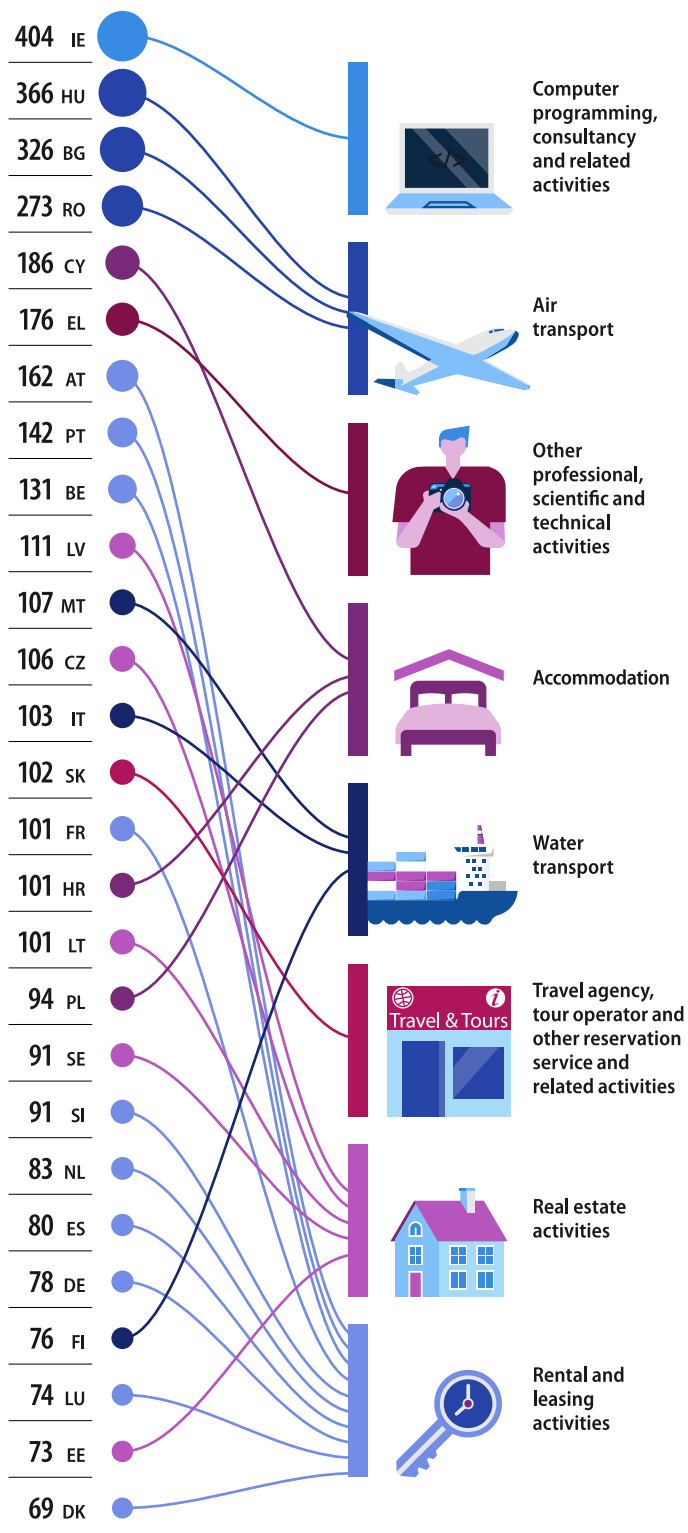 404 IE
366 HU
326 BG
273 RO
186 CY
176 EL
162 AT
142 PT
131 BE
111 LV
107 MT
106 CZ
103 IT
102 SK
101 FR
101 HR
101 LT
94 PL
91 SE
91 SI
83 NL
80 ES
78 DE
76 FI
74 LU
73 EE
69 DK
Computer
programming,
consultancy
and related
activities
</>
Air
transport
Other
professional,
scientific and
technical
activities
Accommodation
Water
transport
Travel agency,
tour operator and
other reservation
service and
related activities
i
Travel & Tours
Real estate
activities
Rental and
leasing
activities